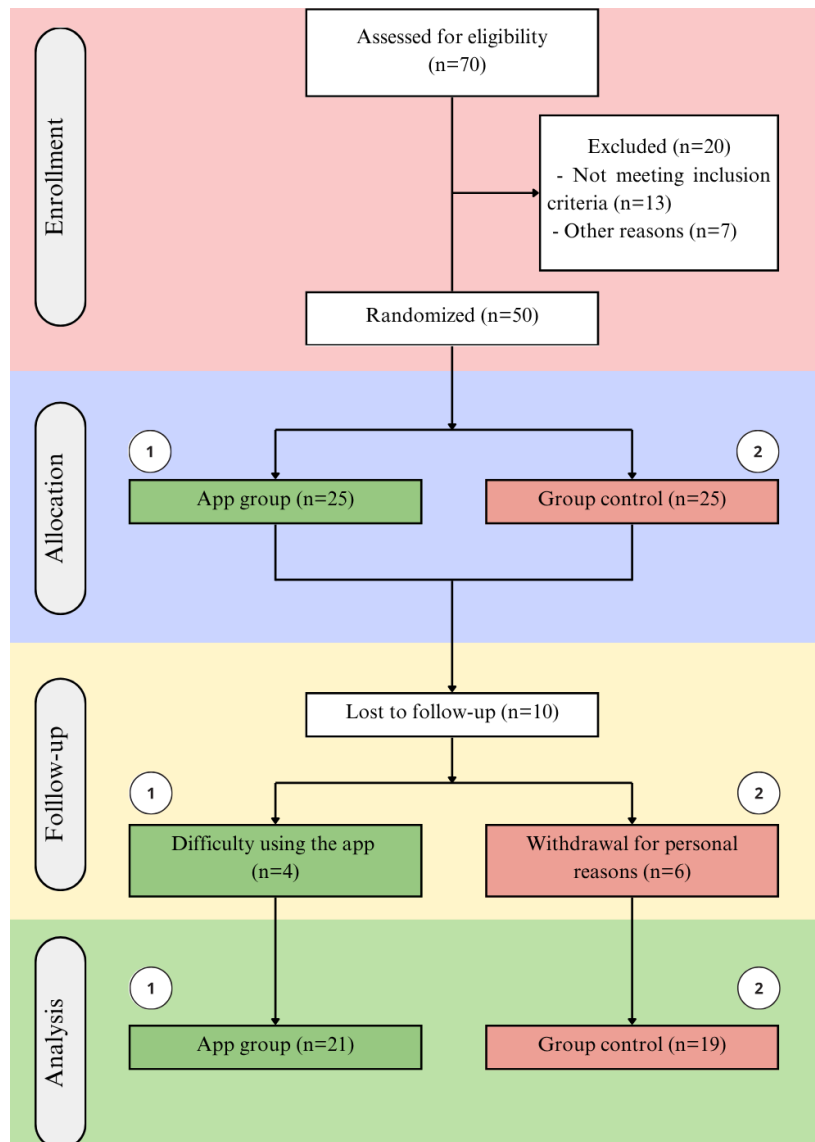 Enrollment
Assessed for eligibility
(n=70)
Excluded (n=20)
- Not meeting inclusion
criteria (n=13)
- Other reasons (n=7)
Randomized (n=50)
Allocation
1
2
App group (n=25)
Group control (n=25)
Folllow-up
Lost to follow-up (n=10)
1
2
Difficulty using the app
(n=4)
Withdrawal for personal
reasons (n=6)
Analysis
1
2
App group (n=21)
Group control (n=19)